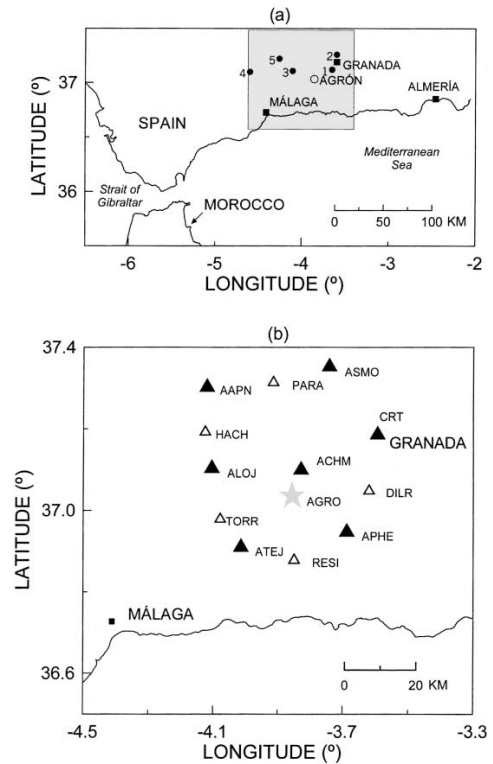 (a)
2
5
GRANADA
4
3
1
AGRÓN
37
ALMERÍA
MÁLAGA
SPAIN
Mediterranean
Sea
36
Strait of
Gibraltar
MOROCCO
0 50 100 KM
LATITUDE (º)
-6 -5 -4 -3 -2
LONGITUDE (º)
(b)
37.4
ASMO
AAPN
PARA
CRT
HACH
GRANADA
ALOJ
ACHM
DILR
AGRO
37.0
TORR
APHE
ATEJ
RESI
MÁLAGA
36.6
0 20 KM
LATITUDE (º)
-4.5 -4.1 -3.7 -3.3
LONGITUDE (º)